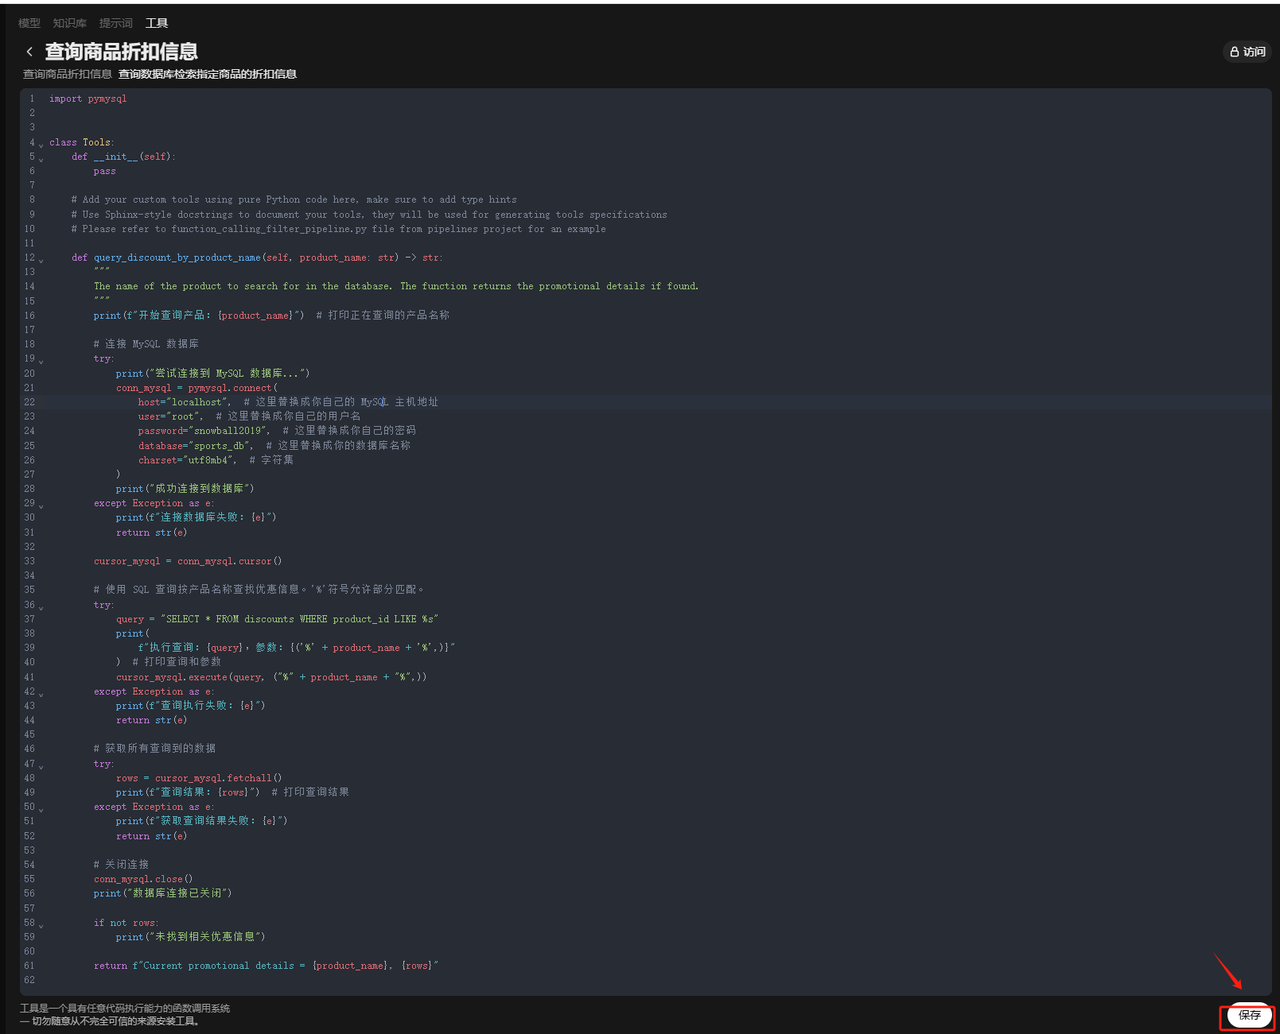 模型 知识库 提示词 工具
查询商品折扣信息
访问
查询商品折扣信息 查询数据库检索指定商品的折扣信息
1 import pymysql
2
3
4 class Tools:
5     def __init__(self):
6         pass
7
8     # Add your custom tools using pure Python code here, make sure to add type hints
9     # Use Sphinx-style docstrings to document your tools, they will be used for generating tools specifications
10     # Please refer to function_calling_filter_pipeline.py file from pipelines project for an example
11
12     def query_discount_by_product_name(self, product_name: str) -> str:
13         """
14         The name of the product to search for in the database. The function returns the promotional details if found.
15         """
16         print(f"开始查询产品: {product_name}")  # 打印正在查询的产品名称
17
18         # 连接 MySQL 数据库
19         try:
20             print("尝试连接到 MySQL 数据库...")
21             conn_mysql = pymysql.connect(
22                 host="localhost",  # 这里替换成你自己的 MySQL 主机地址
23                 user="root",  # 这里替换成你自己的用户名
24                 password="snowball2019",  # 这里替换成你自己的密码
25                 database="sports_db",  # 这里替换成你的数据库名称
26                 charset="utf8mb4",  # 字符集
27             )
28             print("成功连接到数据库")
29         except Exception as e:
30             print(f"连接数据库失败: {e}")
31             return str(e)
32
33         cursor_mysql = conn_mysql.cursor()
34
35         # 使用 SQL 查询按产品名称查找优惠信息。'%'符号允许部分匹配。
36         try:
37             query = "SELECT * FROM discounts WHERE product_id LIKE %s"
38             print(
39                 f"执行查询: {query}, 参数: {('%' + product_name + '%',)}"
40             )  # 打印查询和参数
41             cursor_mysql.execute(query, ("%" + product_name + "%",))
42         except Exception as e:
43             print(f"查询执行失败: {e}")
44             return str(e)
45
46         # 获取所有查询到的数据
47         try:
48             rows = cursor_mysql.fetchall()
49             print(f"查询结果: {rows}")  # 打印查询结果
50         except Exception as e:
51             print(f"获取查询结果失败: {e}")
52             return str(e)
53
54         # 关闭连接
55         conn_mysql.close()
56         print("数据库连接已关闭")
57
58         if not rows:
59             print("未找到相关优惠信息")
60
61         return f"Current promotional details = {product_name}, {rows}"
62
工具是一个具有任意代码执行能力的函数调用系统
— 切勿随意从不完全可信的来源安装工具。
保存